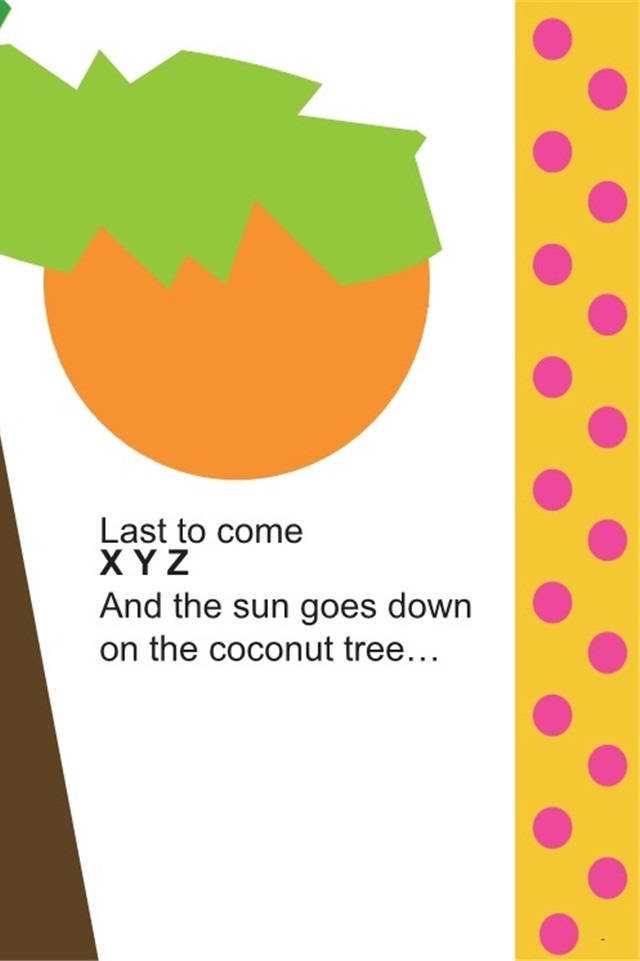 Last to come
X Y Z
And the sun goes down
on the coconut tree…